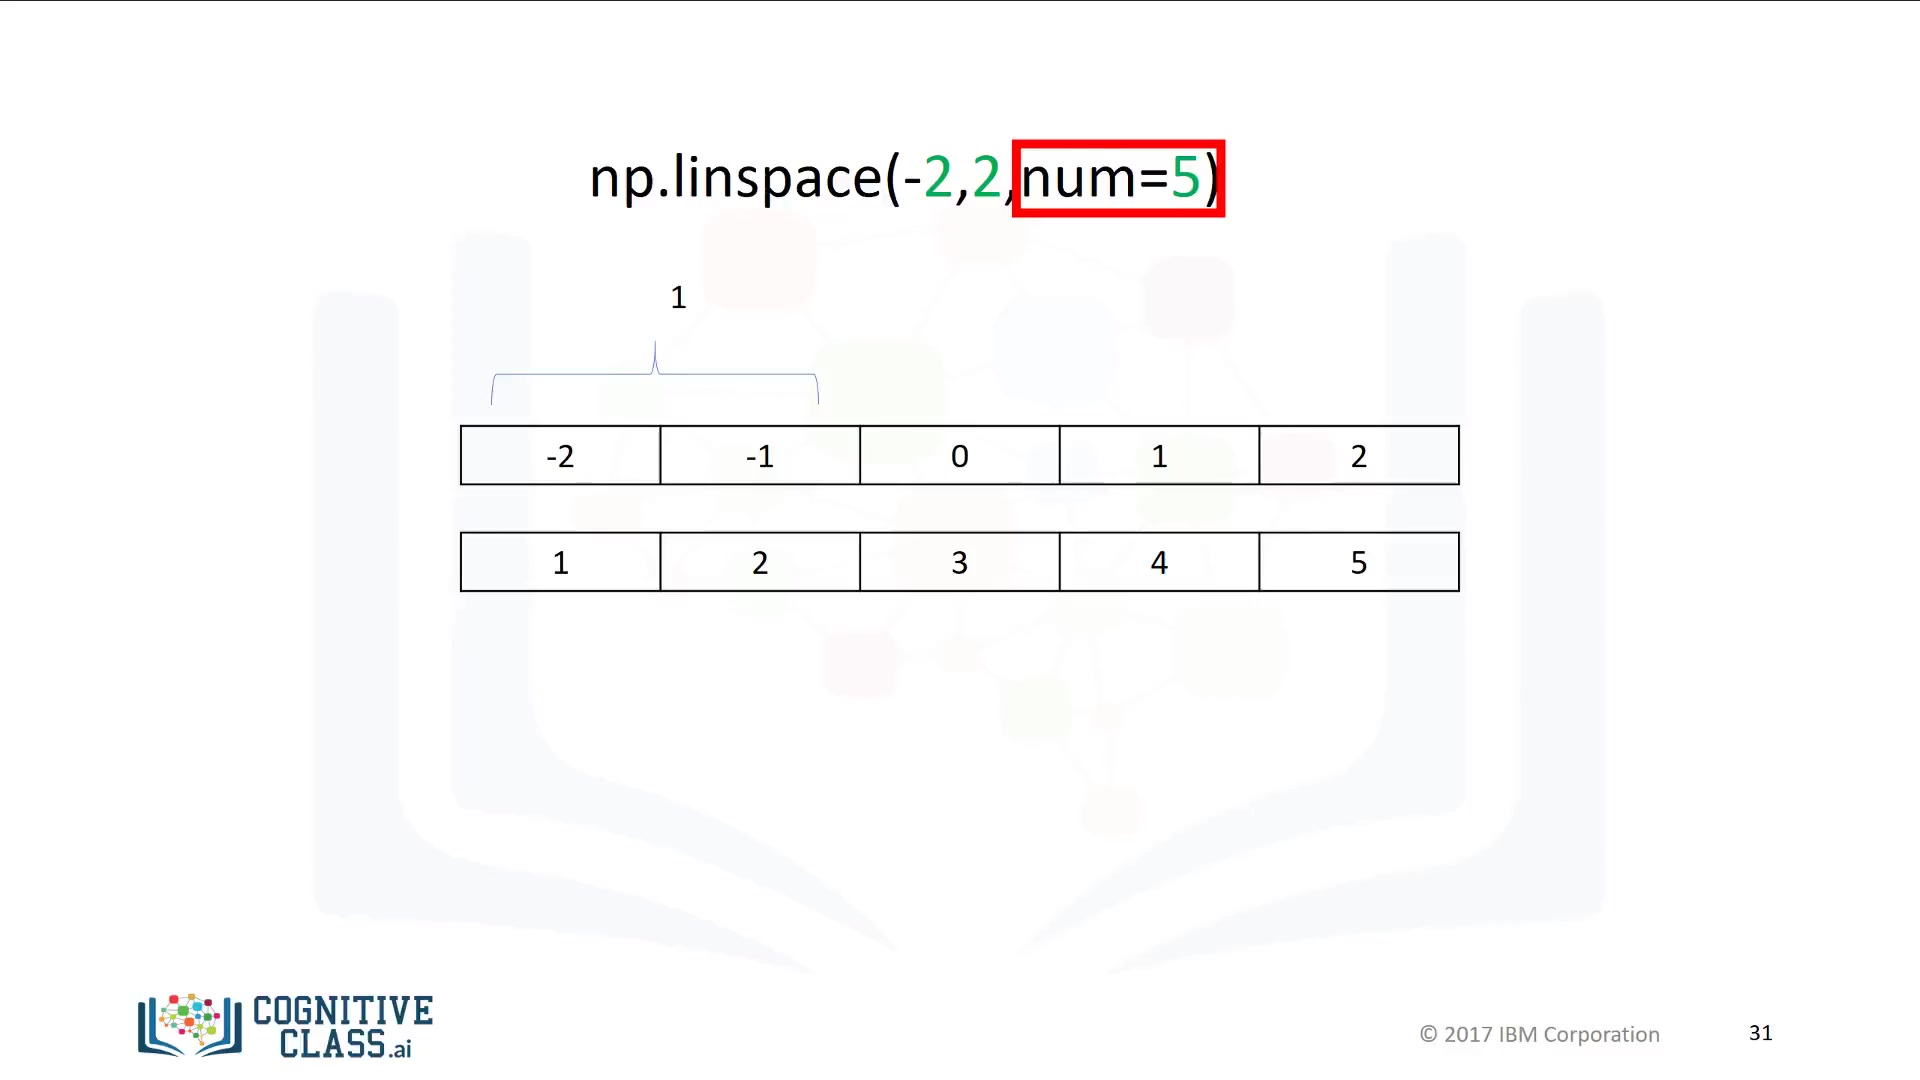 np.linspace(-2,2,num=5)
1
-2 -1 0 1 2
1 2 3 4 5
COGNITIVE
CLASS.ai
© 2017 IBM Corporation 31